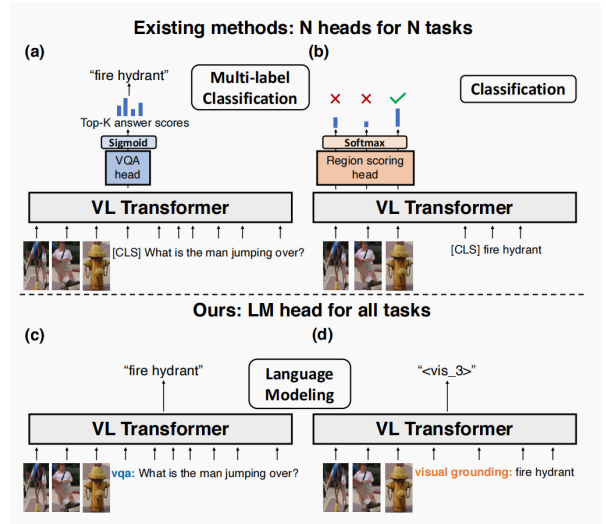 Existing methods: N heads for N tasks
(a)
"fire hydrant"
Multi-label
Classification
Top-K answer scores
Sigmoid
VQA
head
VL Transformer
[CLS] What is the man jumping over?
(b)
Classification
Softmax
Region scoring
head
VL Transformer
[CLS] fire hydrant
Ours: LM head for all tasks
(c)
"fire hydrant"
Language
Modeling
VL Transformer
vqa: What is the man jumping over?
(d)
"<vis_3>"
VL Transformer
visual grounding: fire hydrant